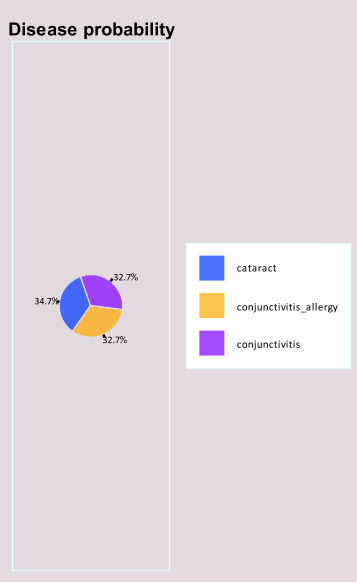 Disease probability
32.7%
34.7%
32.7%
cataract
conjunctivitis_allergy
conjunctivitis